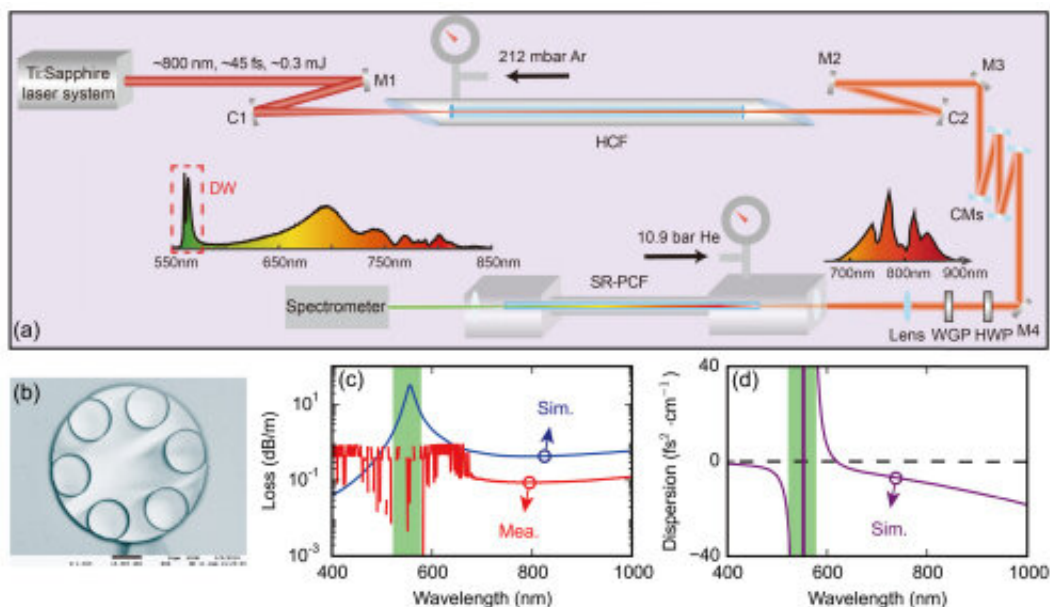 Ti:Sapphire
laser system
~800 nm, ~45 fs, ~0.3 mJ
M1
C1
212 mbar Ar
HCF
M2
M3
C2
CMs
DW
550nm
650nm
750nm
850nm
10.9 bar He
700nm
800nm
900nm
SR-PCF
Spectrometer
Lens
WGP
HWP
M4
(a)
(b)
(c)
Loss (dB/m)
10¹
10⁻¹
10⁻³
Sim.
Mea.
400
600
800
1000
Wavelength (nm)
(d)
Dispersion (fs² ·cm⁻¹)
40
0
−40
Sim.
400
600
800
1000
Wavelength (nm)